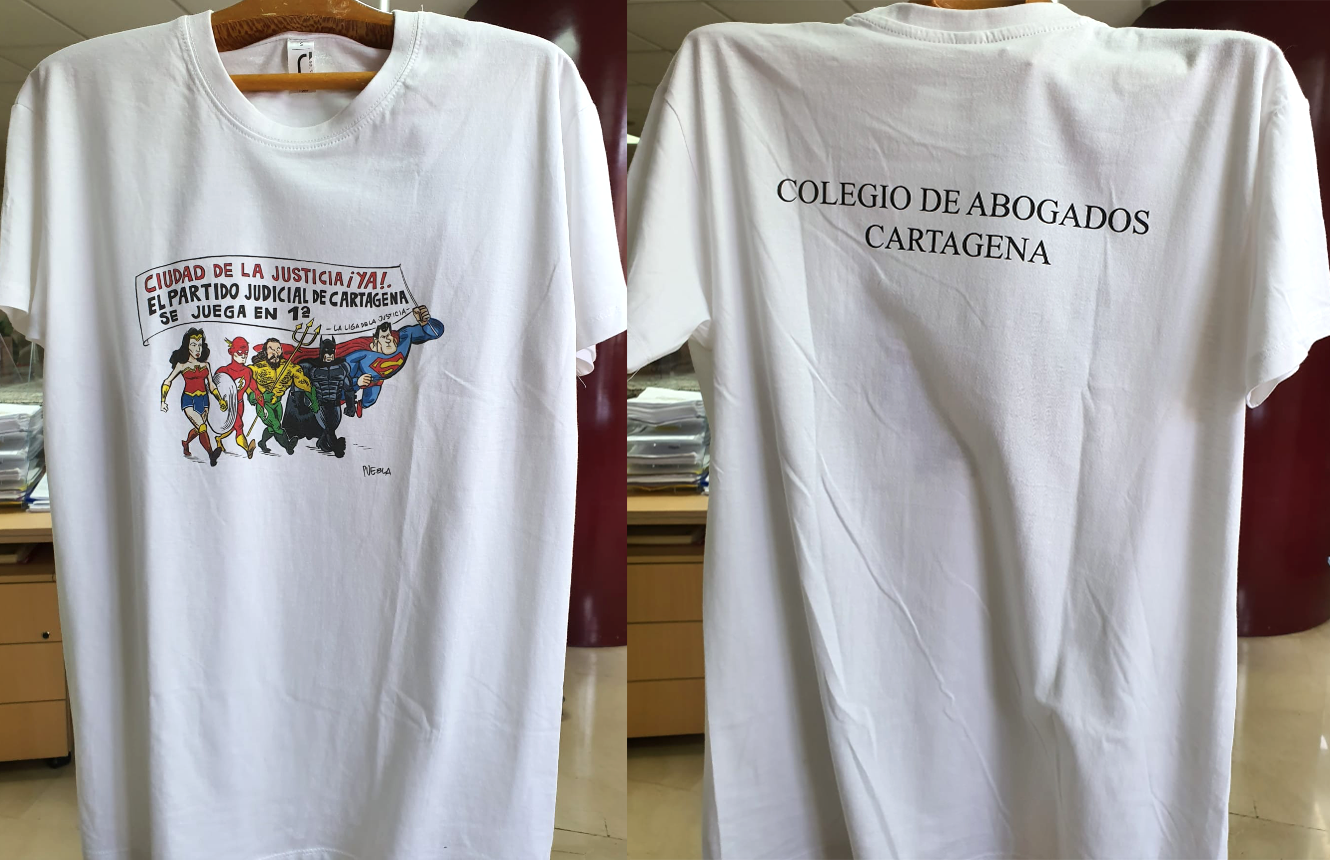 CIUDAD DE LA JUSTICIA ¡YA!.
EL PARTIDO JUDICIAL DE CARTAGENA
SE JUEGA EN 1ª
- LA LIGA DE LA JUSTICIA -
PUEBLA
COLEGIO DE ABOGADOS
CARTAGENA